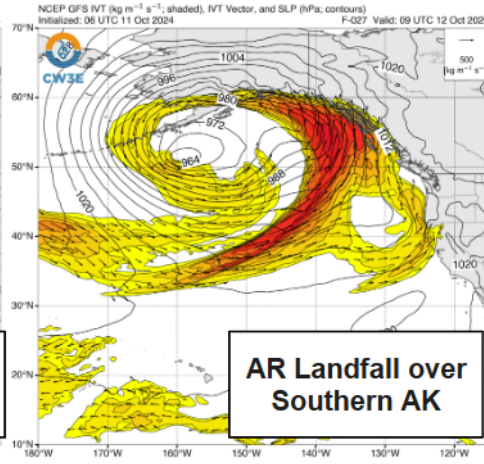 NCEP GFS IVT (kg m⁻¹ s⁻¹; shaded), IVT Vector, and SLP (hPa; contours)
Initialized: 06 UTC 11 Oct 2024
F-027 Valid: 09 UTC 12 Oct 202
70°N
60°N
50°N
40°N
30°N
20°N
10°N
CW3E
1004
1020
996
980
972
964
988
1012
1020
1020
500
[kg m⁻¹ s⁻
AR Landfall over
Southern AK
180°W
170°W
160°W
150°W
140°W
130°W
120°W